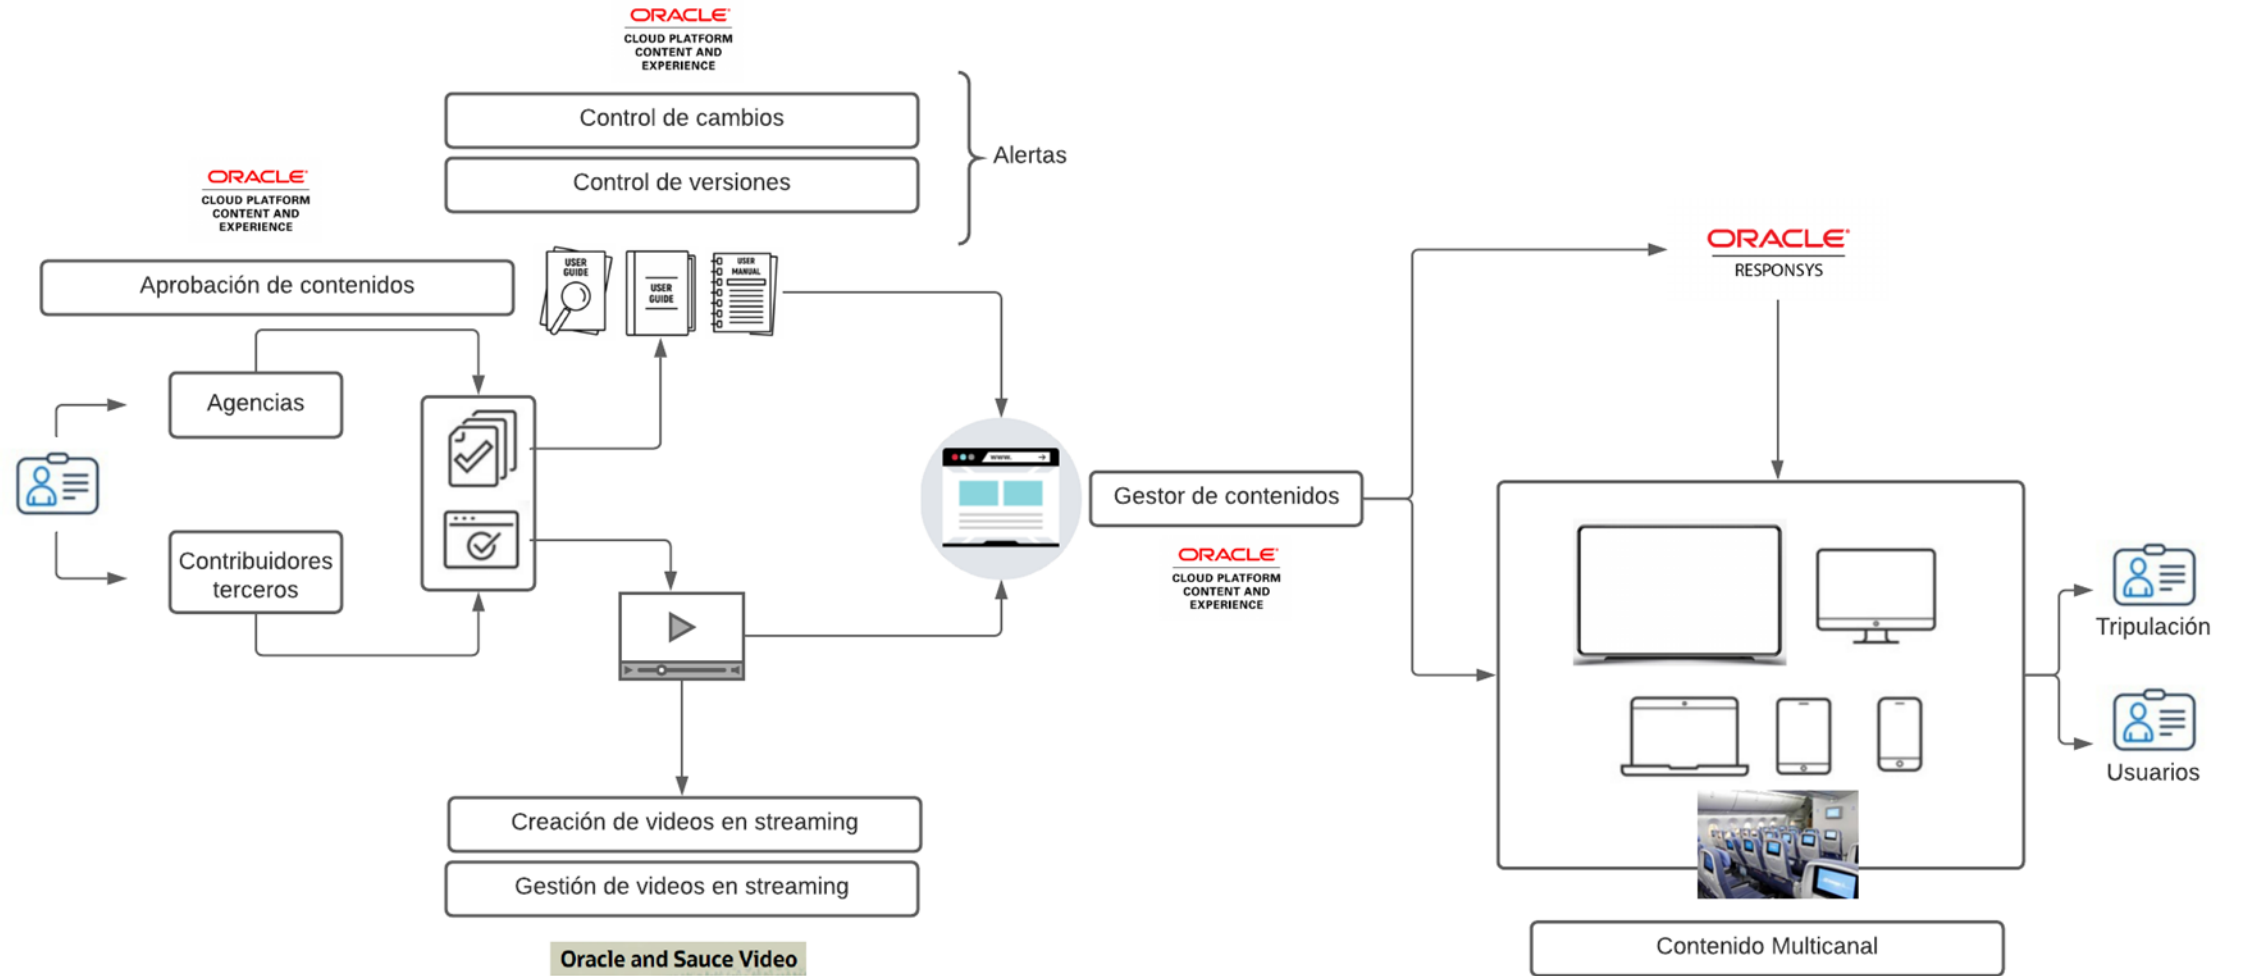 ORACLE
CLOUD PLATFORM
CONTENT AND
EXPERIENCE
Control de cambios
Control de versiones
Alertas
ORACLE
CLOUD PLATFORM
CONTENT AND
EXPERIENCE
Aprobación de contenidos
USER
GUIDE
USER
GUIDE
USER
MANUAL
Agencias
Contribuidores
terceros
www.
Gestor de contenidos
ORACLE
CLOUD PLATFORM
CONTENT AND
EXPERIENCE
Creación de videos en streaming
Gestión de videos en streaming
Oracle and Sauce Video
ORACLE
RESPONSYS
Tripulación
Usuarios
Contenido Multicanal